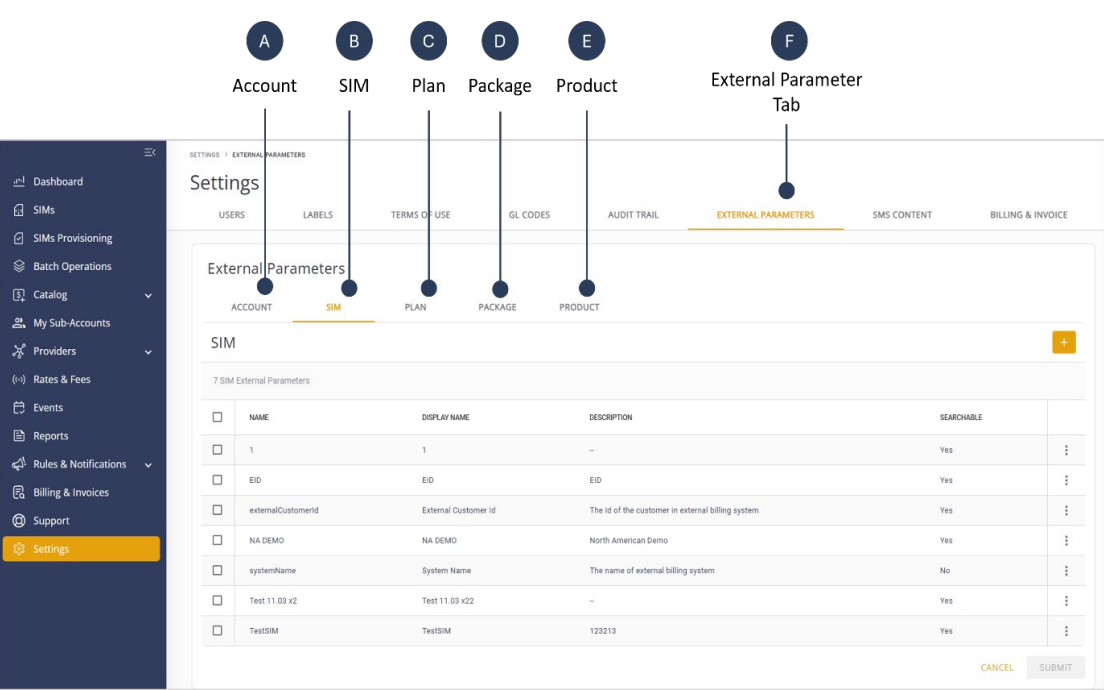 A B C D E F
Account SIM Plan Package Product External Parameter
Tab
SETTINGS > EXTERNAL PARAMETERS
Settings
USERS LABELS TERMS OF USE GL CODES AUDIT TRAIL EXTERNAL PARAMETERS SMS CONTENT BILLING & INVOICE
Dashboard
SIMs
SIMs Provisioning
Batch Operations
Catalog
My Sub-Accounts
Providers
Rates & Fees
Events
Reports
Rules & Notifications
Billing & Invoices
Support
Settings
External Parameters
ACCOUNT SIM PLAN PACKAGE PRODUCT
SIM +
7 SIM External Parameters
NAME DISPLAY NAME DESCRIPTION SEARCHABLE
1 1 – Yes
EID EID EID Yes
externalCustomerId External Customer Id The Id of the customer in external billing system Yes
NA DEMO NA DEMO North American Demo Yes
systemName System Name The name of external billing system No
Test 11.03 x2 Test 11.03 x22 – Yes
TestSIM TestSIM 123213 Yes
CANCEL SUBMIT